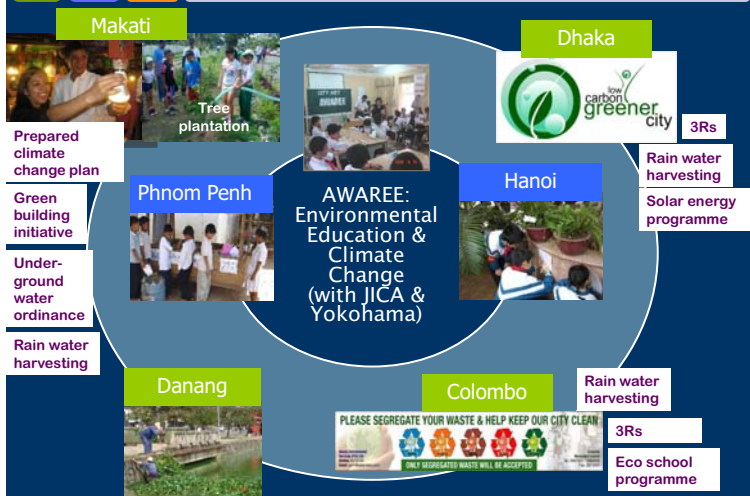 Makati
Tree
plantation
Prepared
climate
change plan
Green
building
initiative
Under-
ground
water
ordinance
Rain water
harvesting
Phnom Penh
AWAREE:
Environmental
Education &
Climate
Change
(with JICA &
Yokohama)
Dhaka
low
carbon
greener
city
3Rs
Rain water
harvesting
Solar energy
programme
Hanoi
Danang
Colombo
PLEASE SEGREGATE YOUR WASTE & HELP KEEP OUR CITY CLEAN
ONLY SEGREGATED WASTE WILL BE ACCEPTED
Rain water
harvesting
3Rs
Eco school
programme